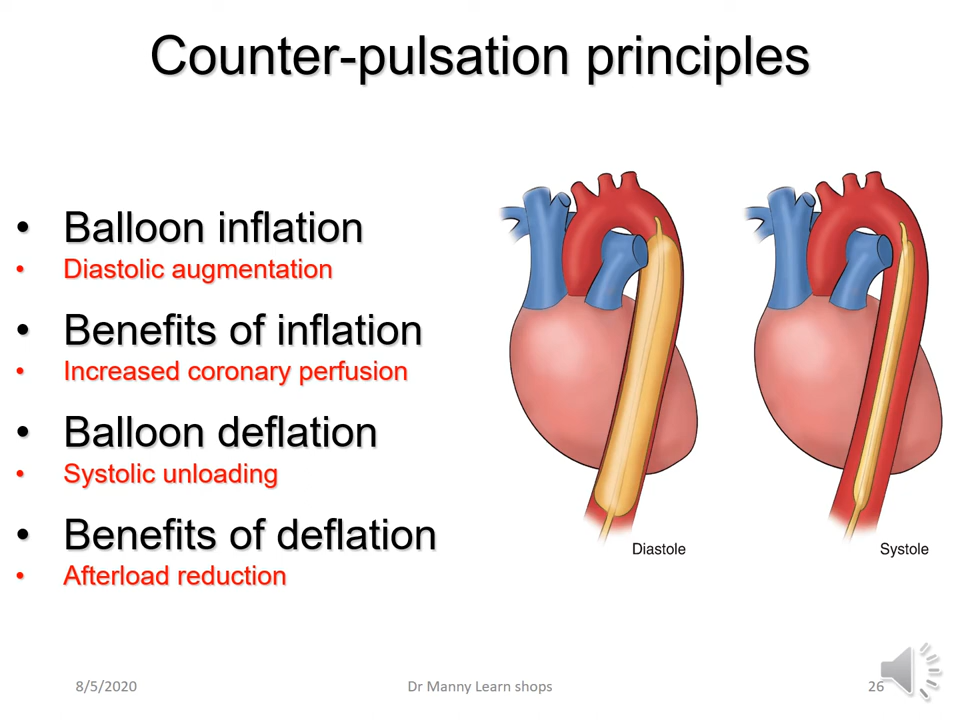 Counter-pulsation principles
• Balloon inflation
• Diastolic augmentation
• Benefits of inflation
• Increased coronary perfusion
• Balloon deflation
• Systolic unloading
• Benefits of deflation
• Afterload reduction
Diastole
Systole
8/5/2020
Dr Manny Learn shops
26